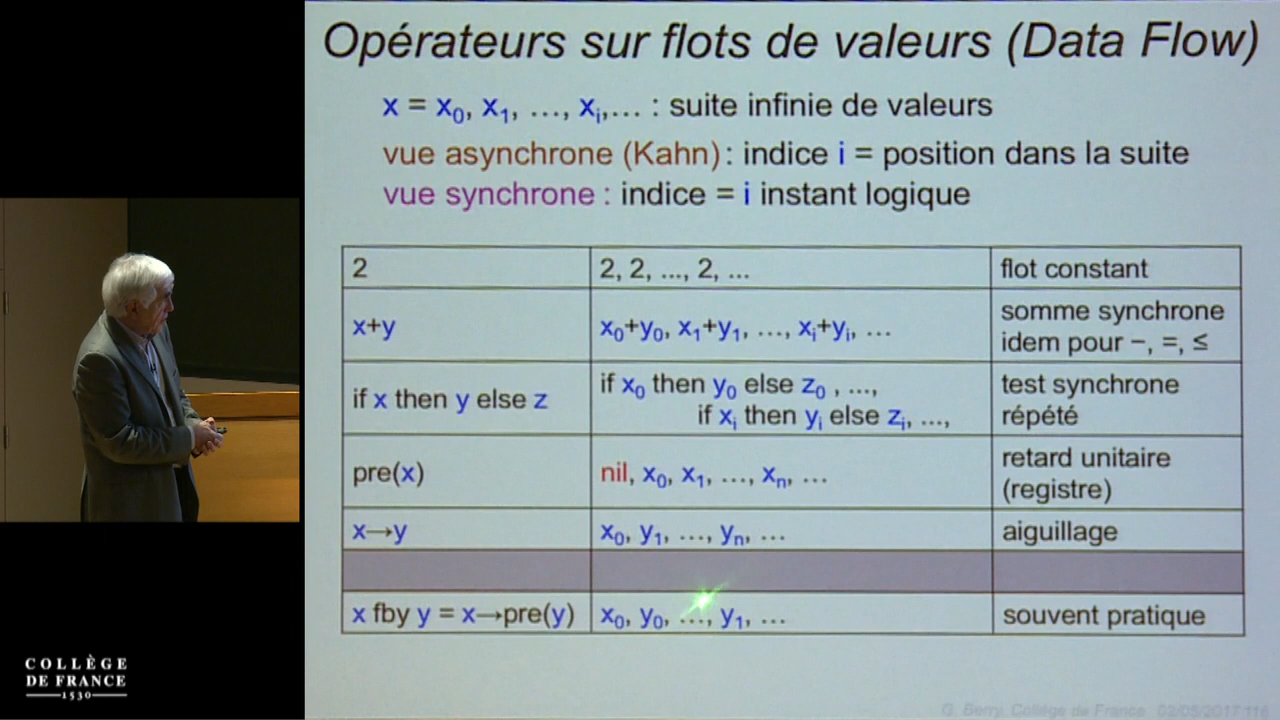 Opérateurs sur flots de valeurs (Data Flow)
x = x0, x1, …, xi,… : suite infinie de valeurs
vue asynchrone (Kahn) : indice i = position dans la suite
vue synchrone : indice = i instant logique
2 2, 2, ..., 2, ... flot constant
x+y x0+y0, x1+y1, …, xi+yi, … somme synchrone
idem pour −, =, ≤
if x then y else z if x0 then y0 else z0 , ..., test synchrone
if xi then yi else zi, ..., répété
pre(x) nil, x0, x1, …, xn, … retard unitaire
(registre)
x→y x0, y1, …, yn, … aiguillage
x fby y = x→pre(y) x0, y0, …, y1, … souvent pratique
COLLÈGE
DE FRANCE
1530
G. Berry, Collège de France 02/05/2017 116